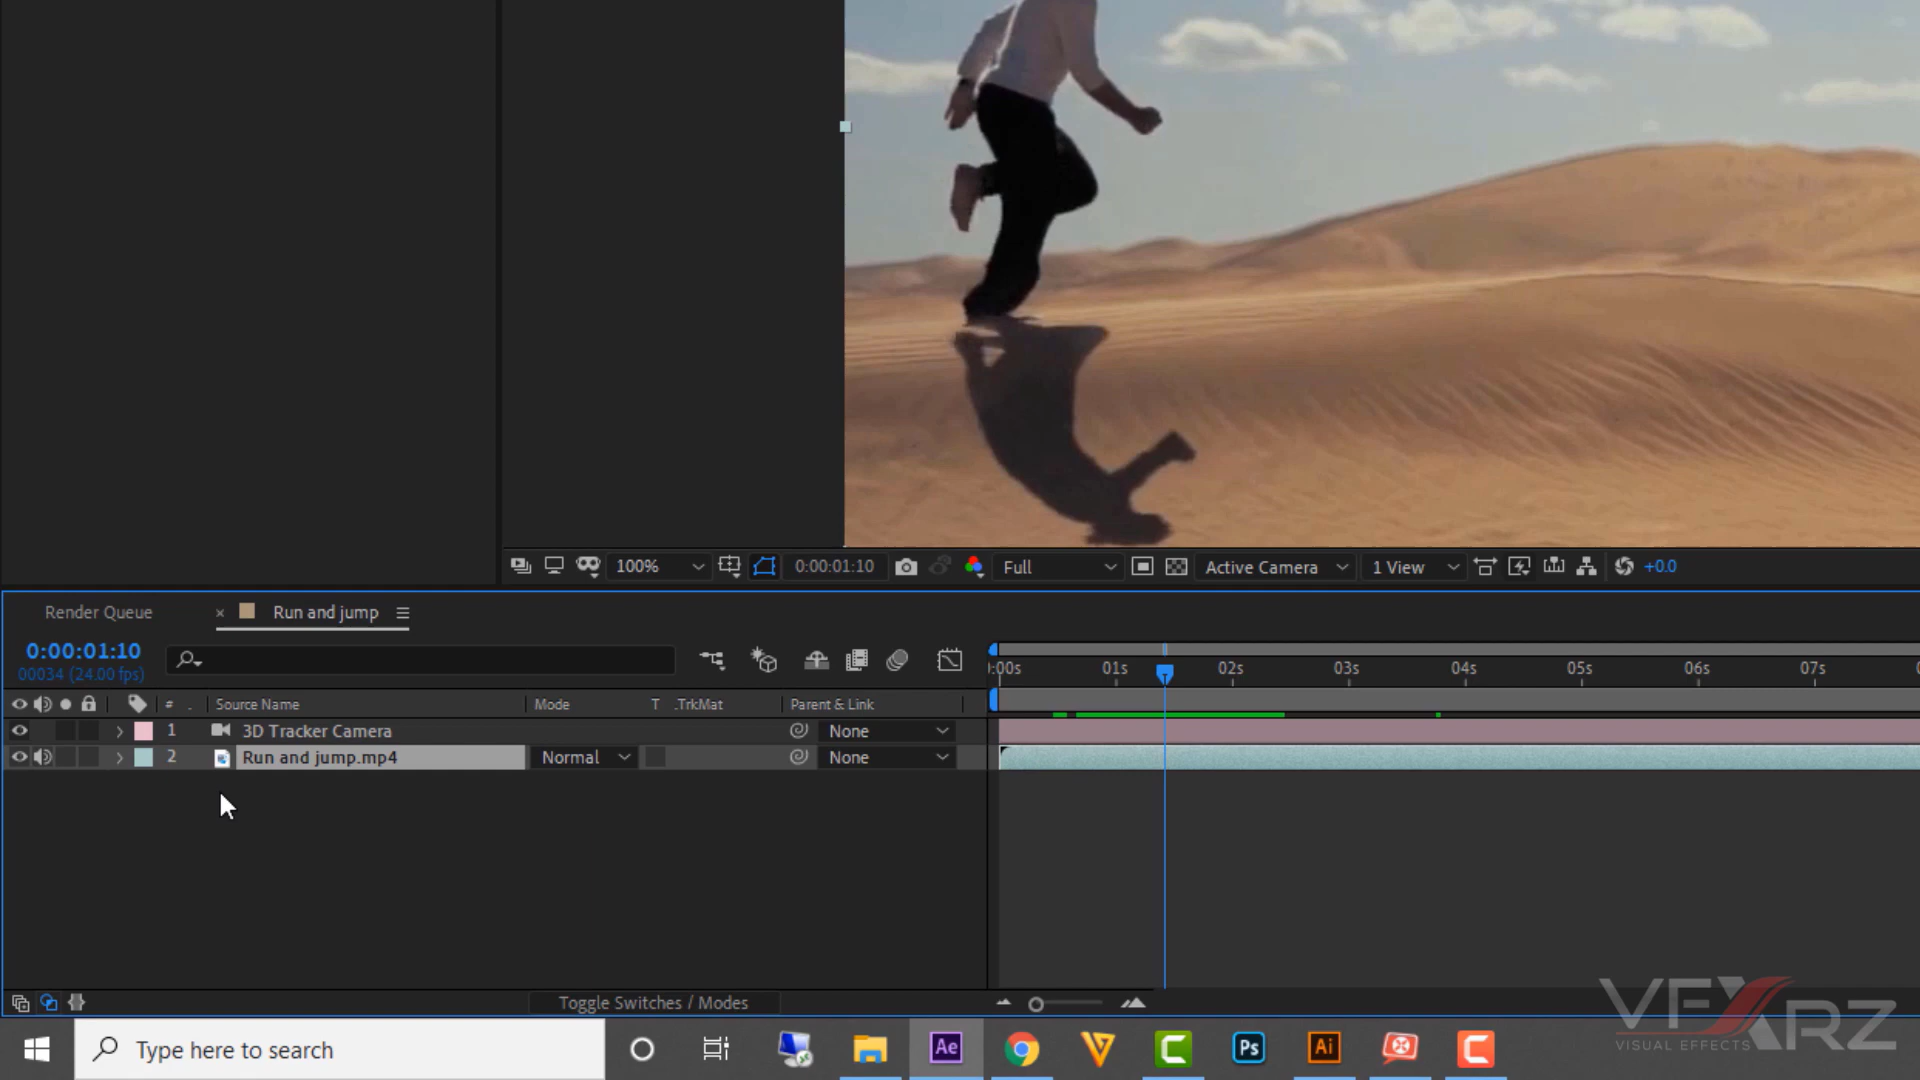 100%
0:00:01:10
Full
Active Camera
1 View
+0.0
Render Queue
× Run and jump
0:00:01:10
00034 (24.00 fps)
:00s 01s 02s 03s 04s 05s 06s 07s
# . Source Name Mode T .TrkMat Parent & Link
1 3D Tracker Camera None
2 Run and jump.mp4 Normal None
Toggle Switches / Modes
VFXARZ
VISUAL EFFECTS
Type here to search
Ae
Ps
Ai